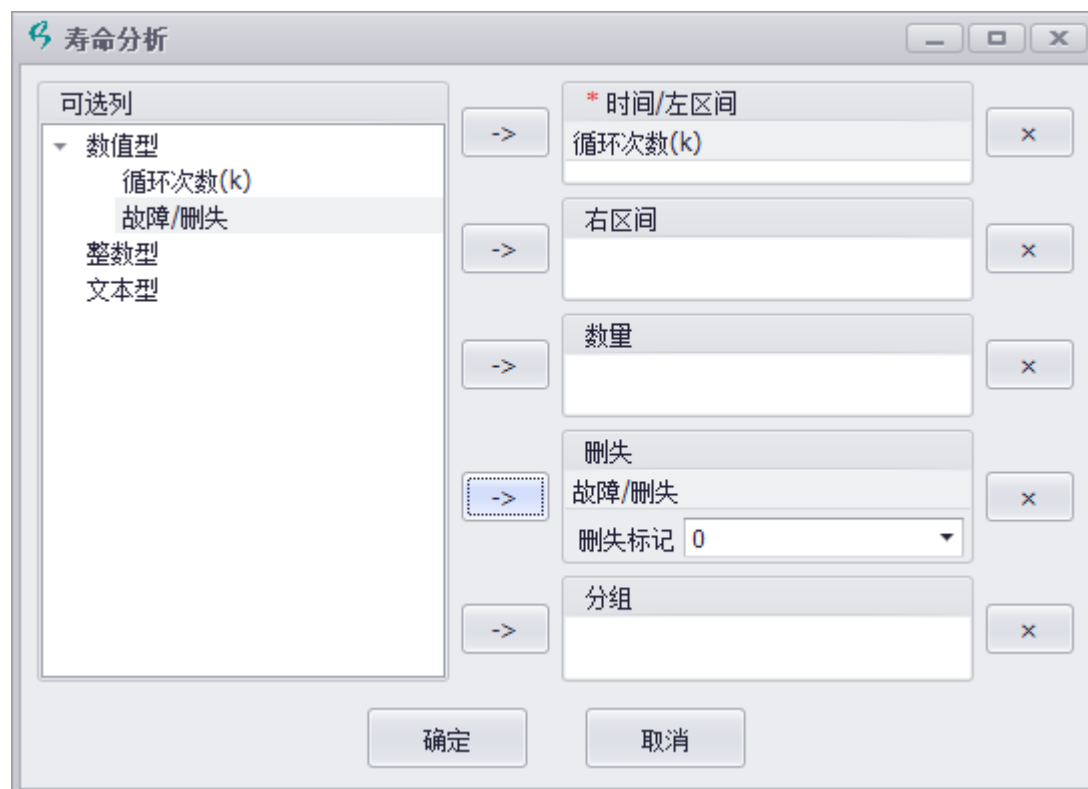 寿命分析
可选列
数值型
循环次数(k)
故障/删失
整数型
文本型
->
* 时间/左区间
循环次数(k)
×
->
右区间
×
->
数量
×
->
删失
故障/删失
删失标记 0
×
->
分组
×
确定
取消